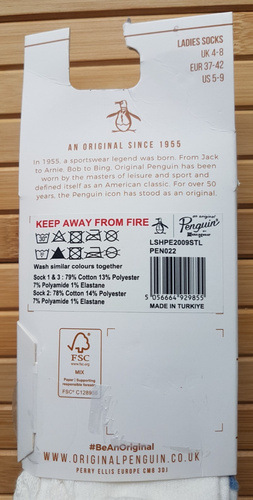 LADIES SOCKS
UK 4-8
EUR 37-42
US 5-9
AN ORIGINAL SINCE 1955
In 1955, a sportswear legend was born. From Jack
to Arnie, Bob to Bing, Original Penguin has been
worn by the masters of leisure and sport and
defined itself as an American classic. For over 50
years, the Penguin icon has stood as an original.
KEEP AWAY FROM FIRE
Wash similar colours together
Sock 1 & 3 : 79% Cotton 13% Polyester
7% Polyamide 1% Elastane
Sock 2: 78% Cotton 14% Polyester
7% Polyamide 1% Elastane
an original
Penguin
by Munsingwear
LSHPE2009STL
PEN022
5 056664 929855
MADE IN TURKIYE
FSC
MIX
Paper | Supporting
responsible forestry
FSC® C128
#BeAnOriginal
WWW.ORIGINALPENGUIN.CO.UK
PERRY ELLIS EUROPE CM8 3DJ